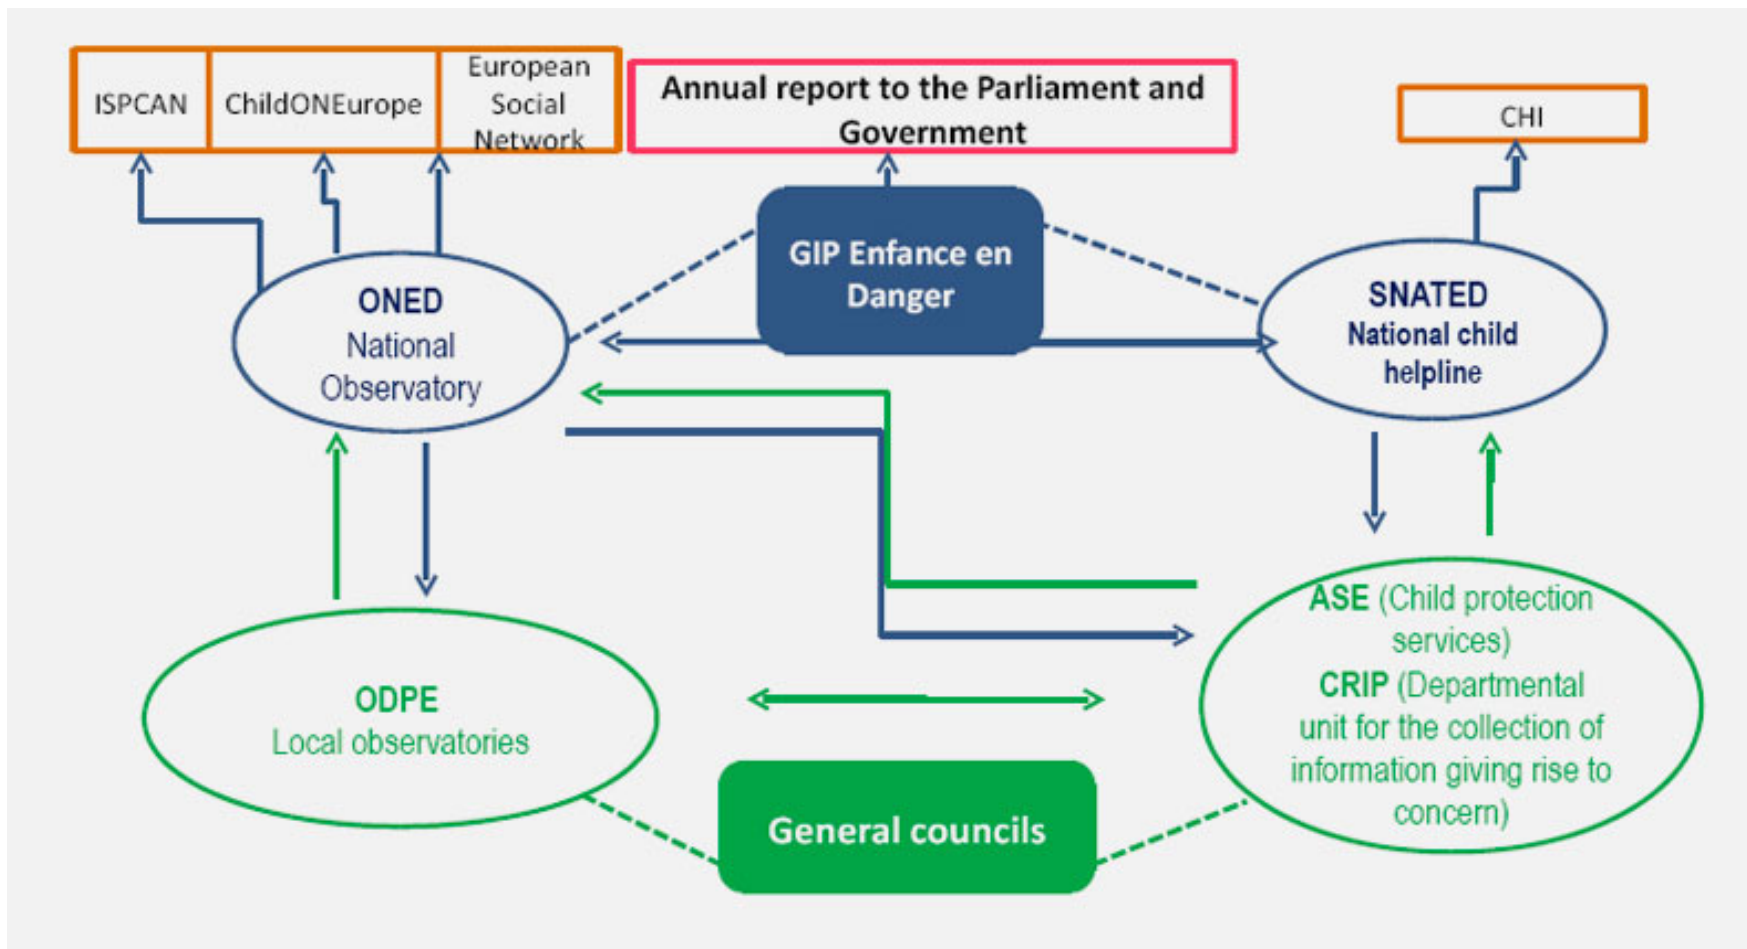 ISPCAN
ChildONEurope
European
Social
Network
Annual report to the Parliament and
Government
CHI
GIP Enfance en
Danger
ONED
National
Observatory
SNATED
National child
helpline
ODPE
Local observatories
ASE (Child protection
services)
CRIP (Departmental
unit for the collection of
information giving rise to
concern)
General councils